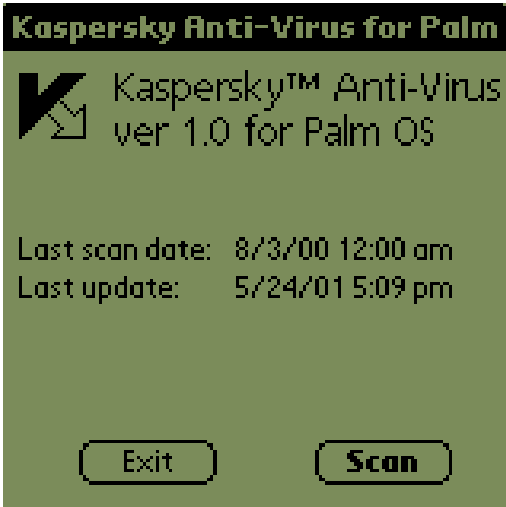 Kaspersky Anti-Virus for Palm
Kaspersky™ Anti-Virus
ver 1.0 for Palm OS
Last scan date: 8/3/00 12:00 am
Last update: 5/24/01 5:09 pm
Exit Scan